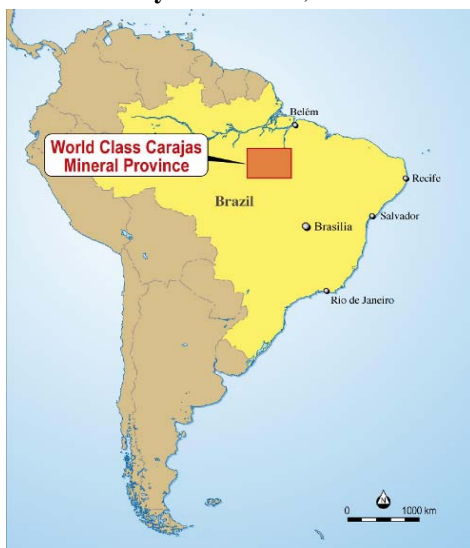 Belém
World Class Carajas
Mineral Province
Recife
Brazil
Salvador
Brasilia
Rio de Janeiro
0 1000 km